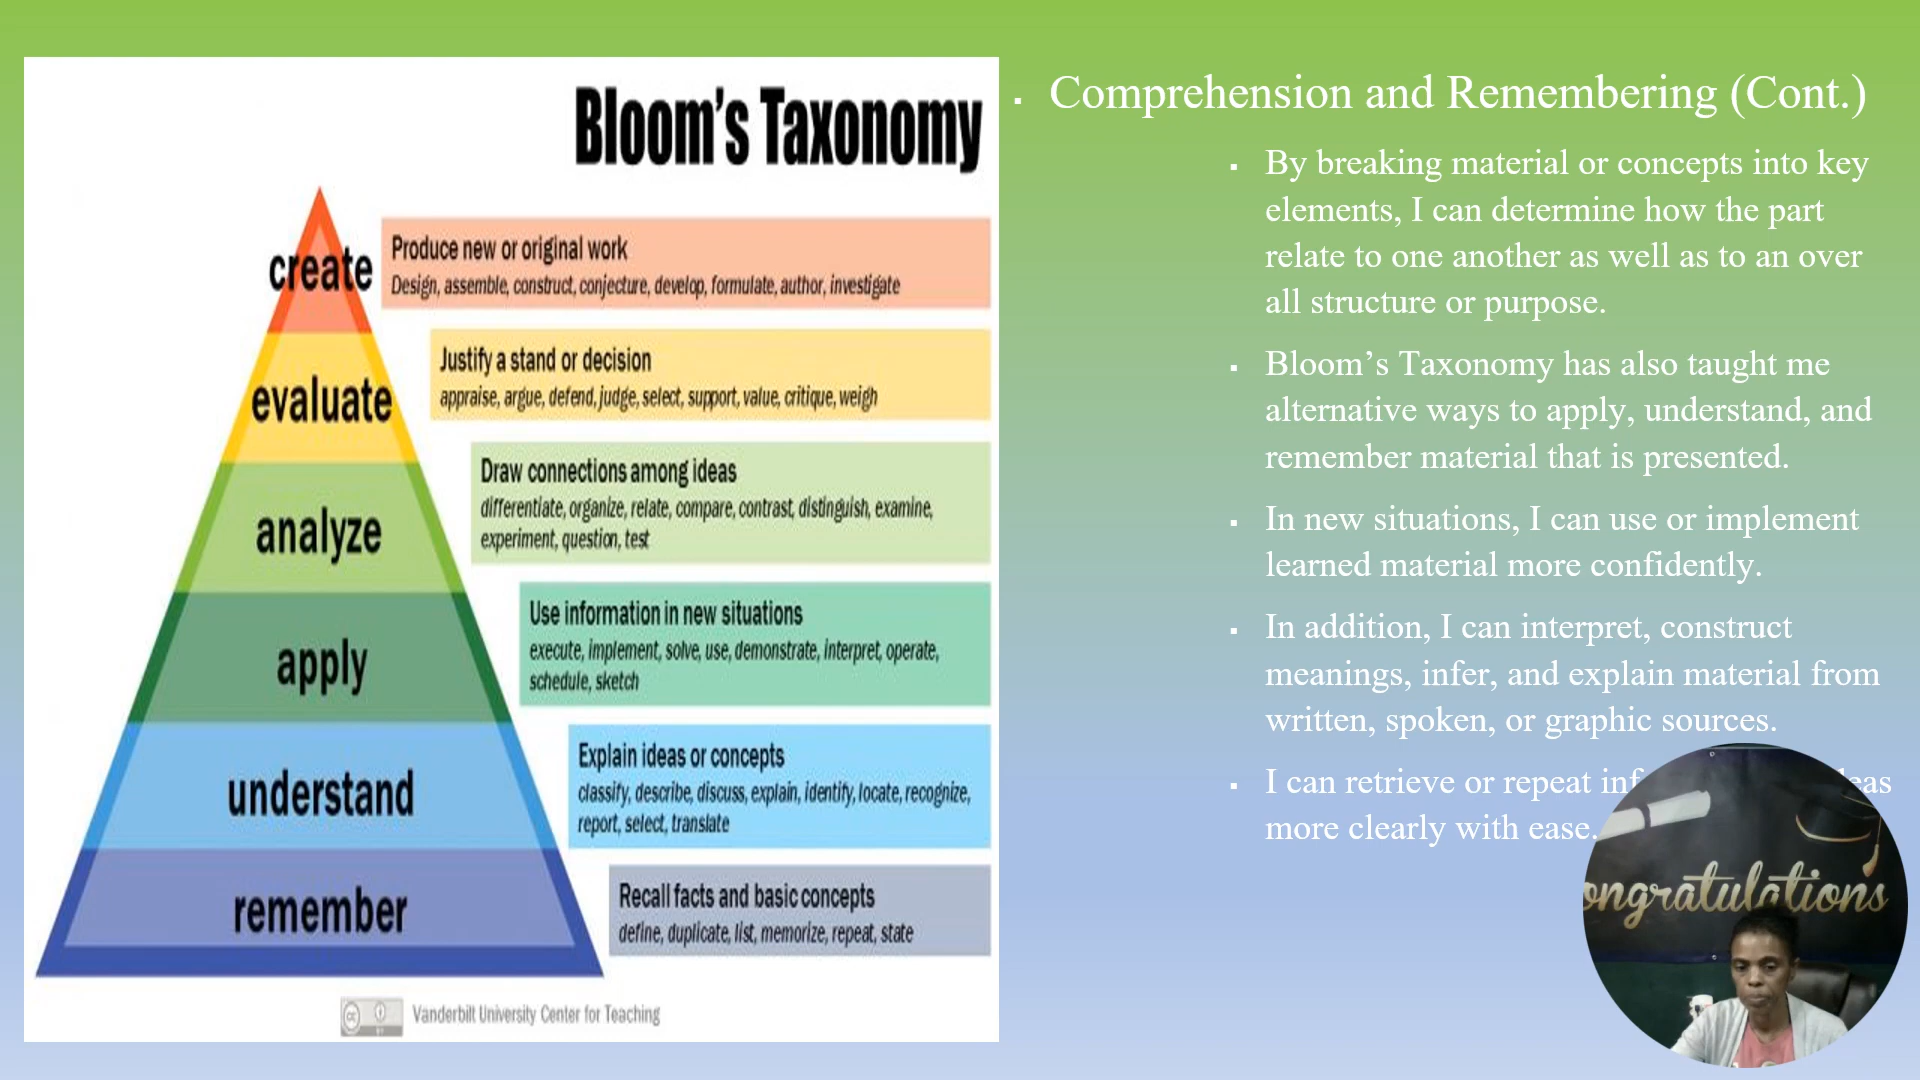 Bloom's Taxonomy
create
Produce new or original work
Design, assemble, construct, conjecture, develop, formulate, author, investigate
evaluate
Justify a stand or decision
appraise, argue, defend, judge, select, support, value, critique, weigh
analyze
Draw connections among ideas
differentiate, organize, relate, compare, contrast, distinguish, examine,
experiment, question, test
apply
Use information in new situations
execute, implement, solve, use, demonstrate, interpret, operate,
schedule, sketch
understand
Explain ideas or concepts
classify, describe, discuss, explain, identify, locate, recognize,
report, select, translate
remember
Recall facts and basic concepts
define, duplicate, list, memorize, repeat, state
Vanderbilt University Center for Teaching
Comprehension and Remembering (Cont.)
By breaking material or concepts into key
elements, I can determine how the part
relate to one another as well as to an over
all structure or purpose.
Bloom’s Taxonomy has also taught me
alternative ways to apply, understand, and
remember material that is presented.
In new situations, I can use or implement
learned material more confidently.
In addition, I can interpret, construct
meanings, infer, and explain material from
written, spoken, or graphic sources.
I can retrieve or repeat
more clearly with ease.
ongratulations